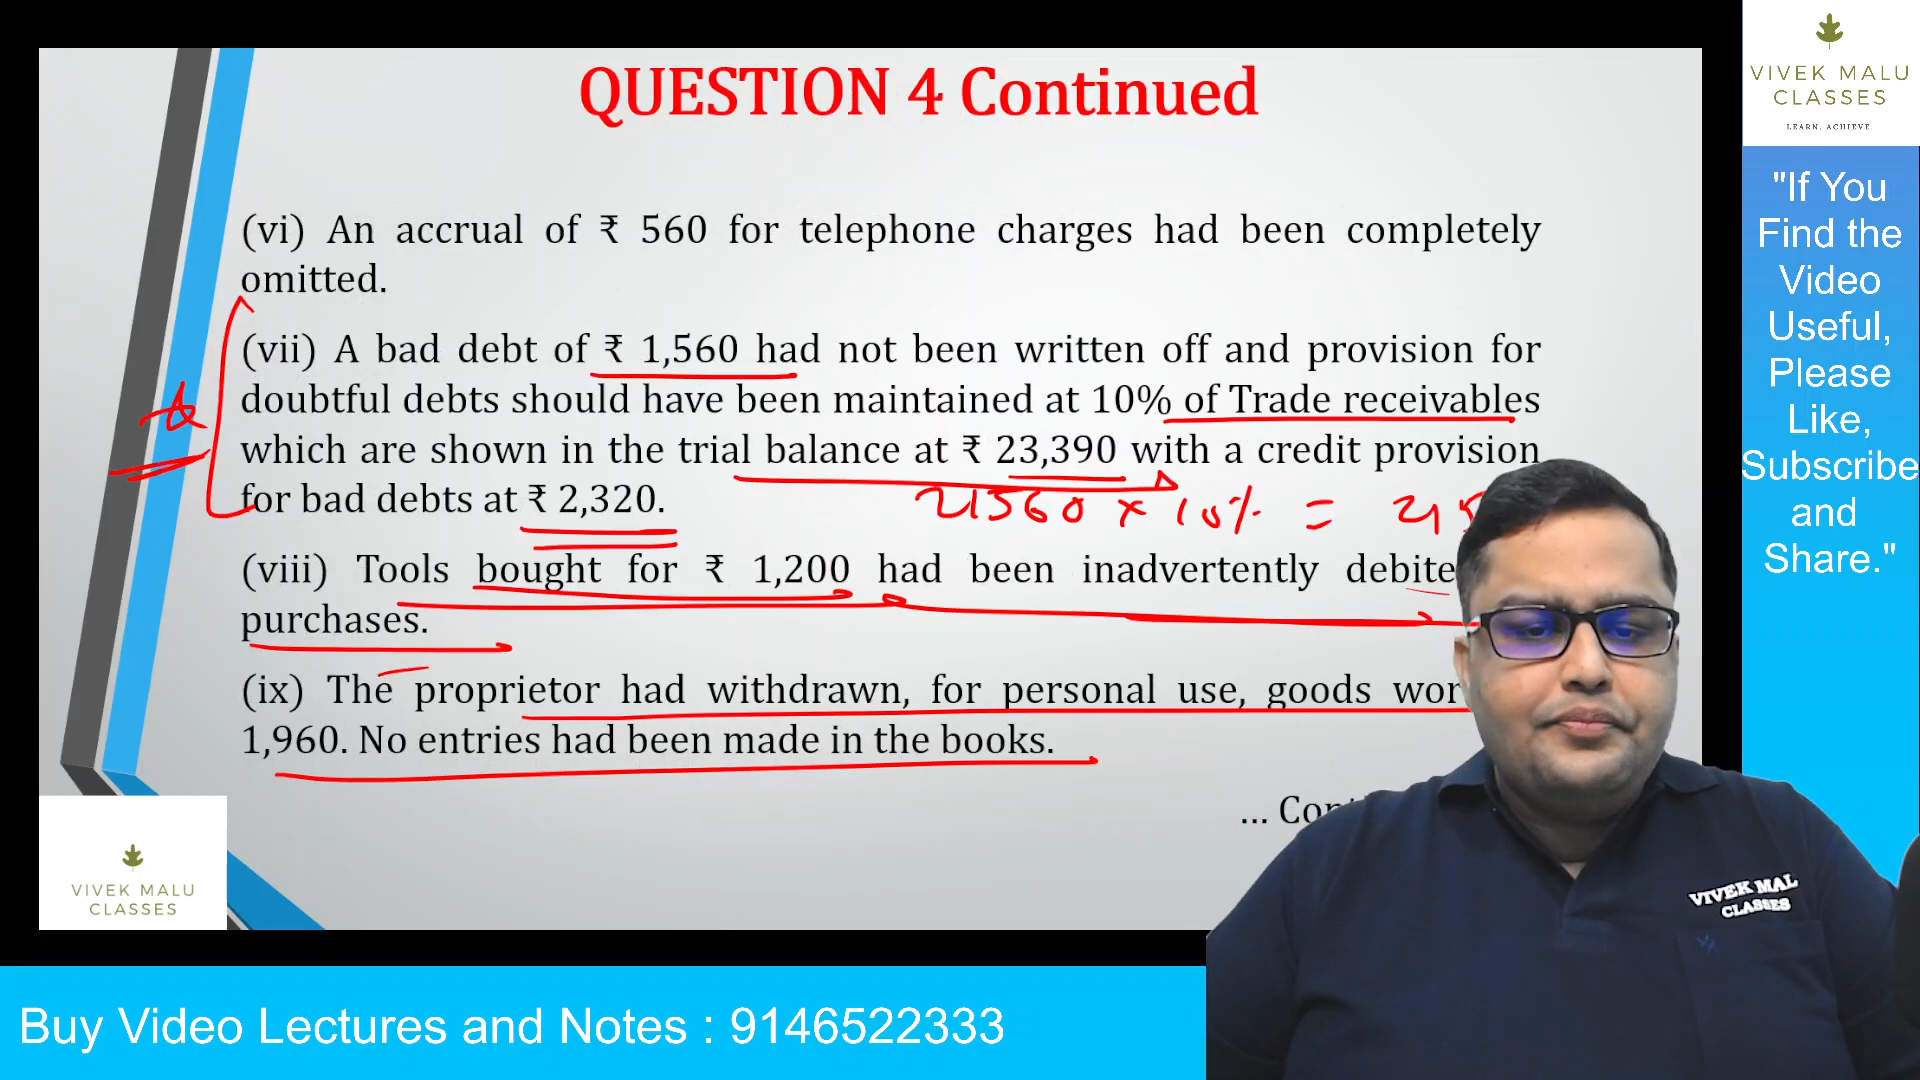 QUESTION 4 Continued
(vi) An accrual of ₹ 560 for telephone charges had been completely
omitted.
(vii) A bad debt of ₹ 1,560 had not been written off and provision for
doubtful debts should have been maintained at 10% of Trade receivables
which are shown in the trial balance at ₹ 23,390 with a credit provision
for bad debts at ₹ 2,320.
21560 x 10% =
(viii) Tools bought for ₹ 1,200 had been inadvertently
purchases.
(ix) The proprietor had withdrawn, for personal use, goods
1,960. No entries had been made in the books.
...
VIVEK MALU
CLASSES
VIVEK MALU
CLASSES
LEARN. ACHIEVE.
"If You
Find the
Video
Useful,
Please
Like,
Subscribe
and
Share."
VIVEK MAL
CLASSES
Buy Video Lectures and Notes : 9146522333